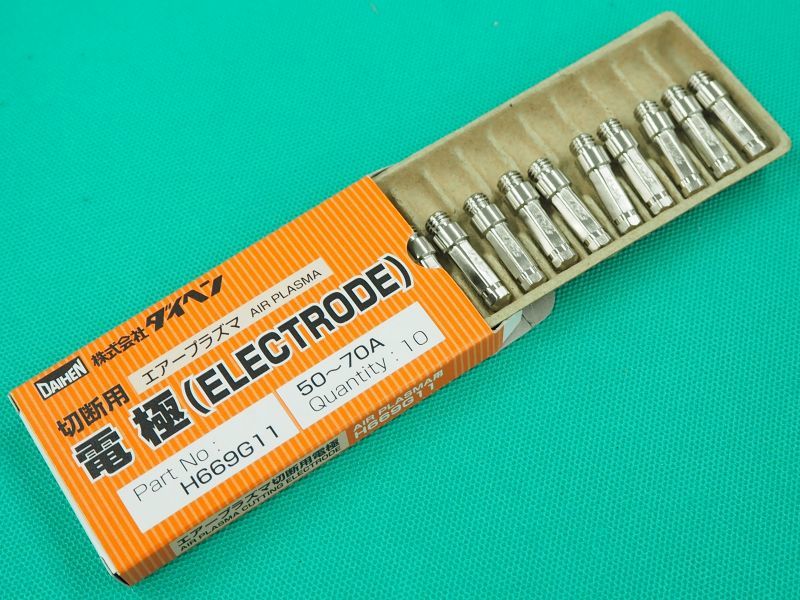 DAIHEN 株式会社 ダイヘン
切断用 エアープラズマ AIR PLASMA
電極(ELECTRODE)
Part No :
H669G11
50~70A
Quantity : 10
エアープラズマ切断用電極
AIR PLASMA CUTTING ELECTRODE
AIR PLASMA用
H669G11